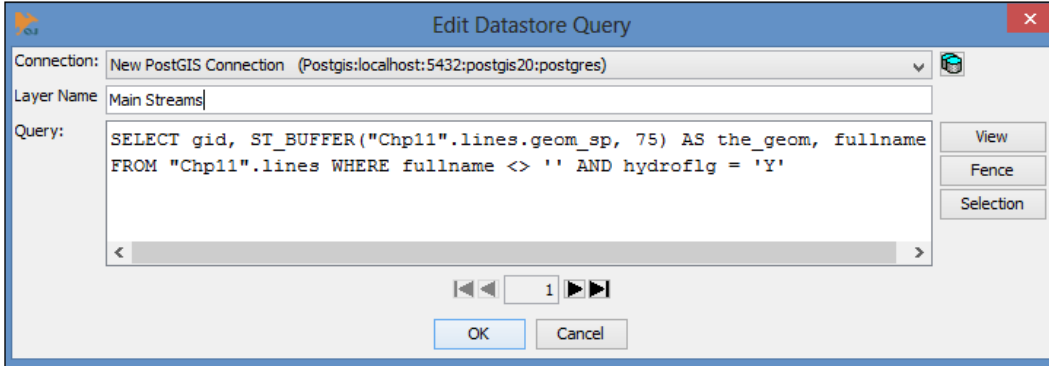 Edit Datastore Query
Connection: New PostGIS Connection (Postgis:localhost:5432:postgis20:postgres)
Layer Name Main Streams
Query:
SELECT gid, ST_BUFFER("Chp11".lines.geom_sp, 75) AS the_geom, fullname
FROM "Chp11".lines WHERE fullname <> '' AND hydroflg = 'Y'
View
Fence
Selection
1
OK Cancel